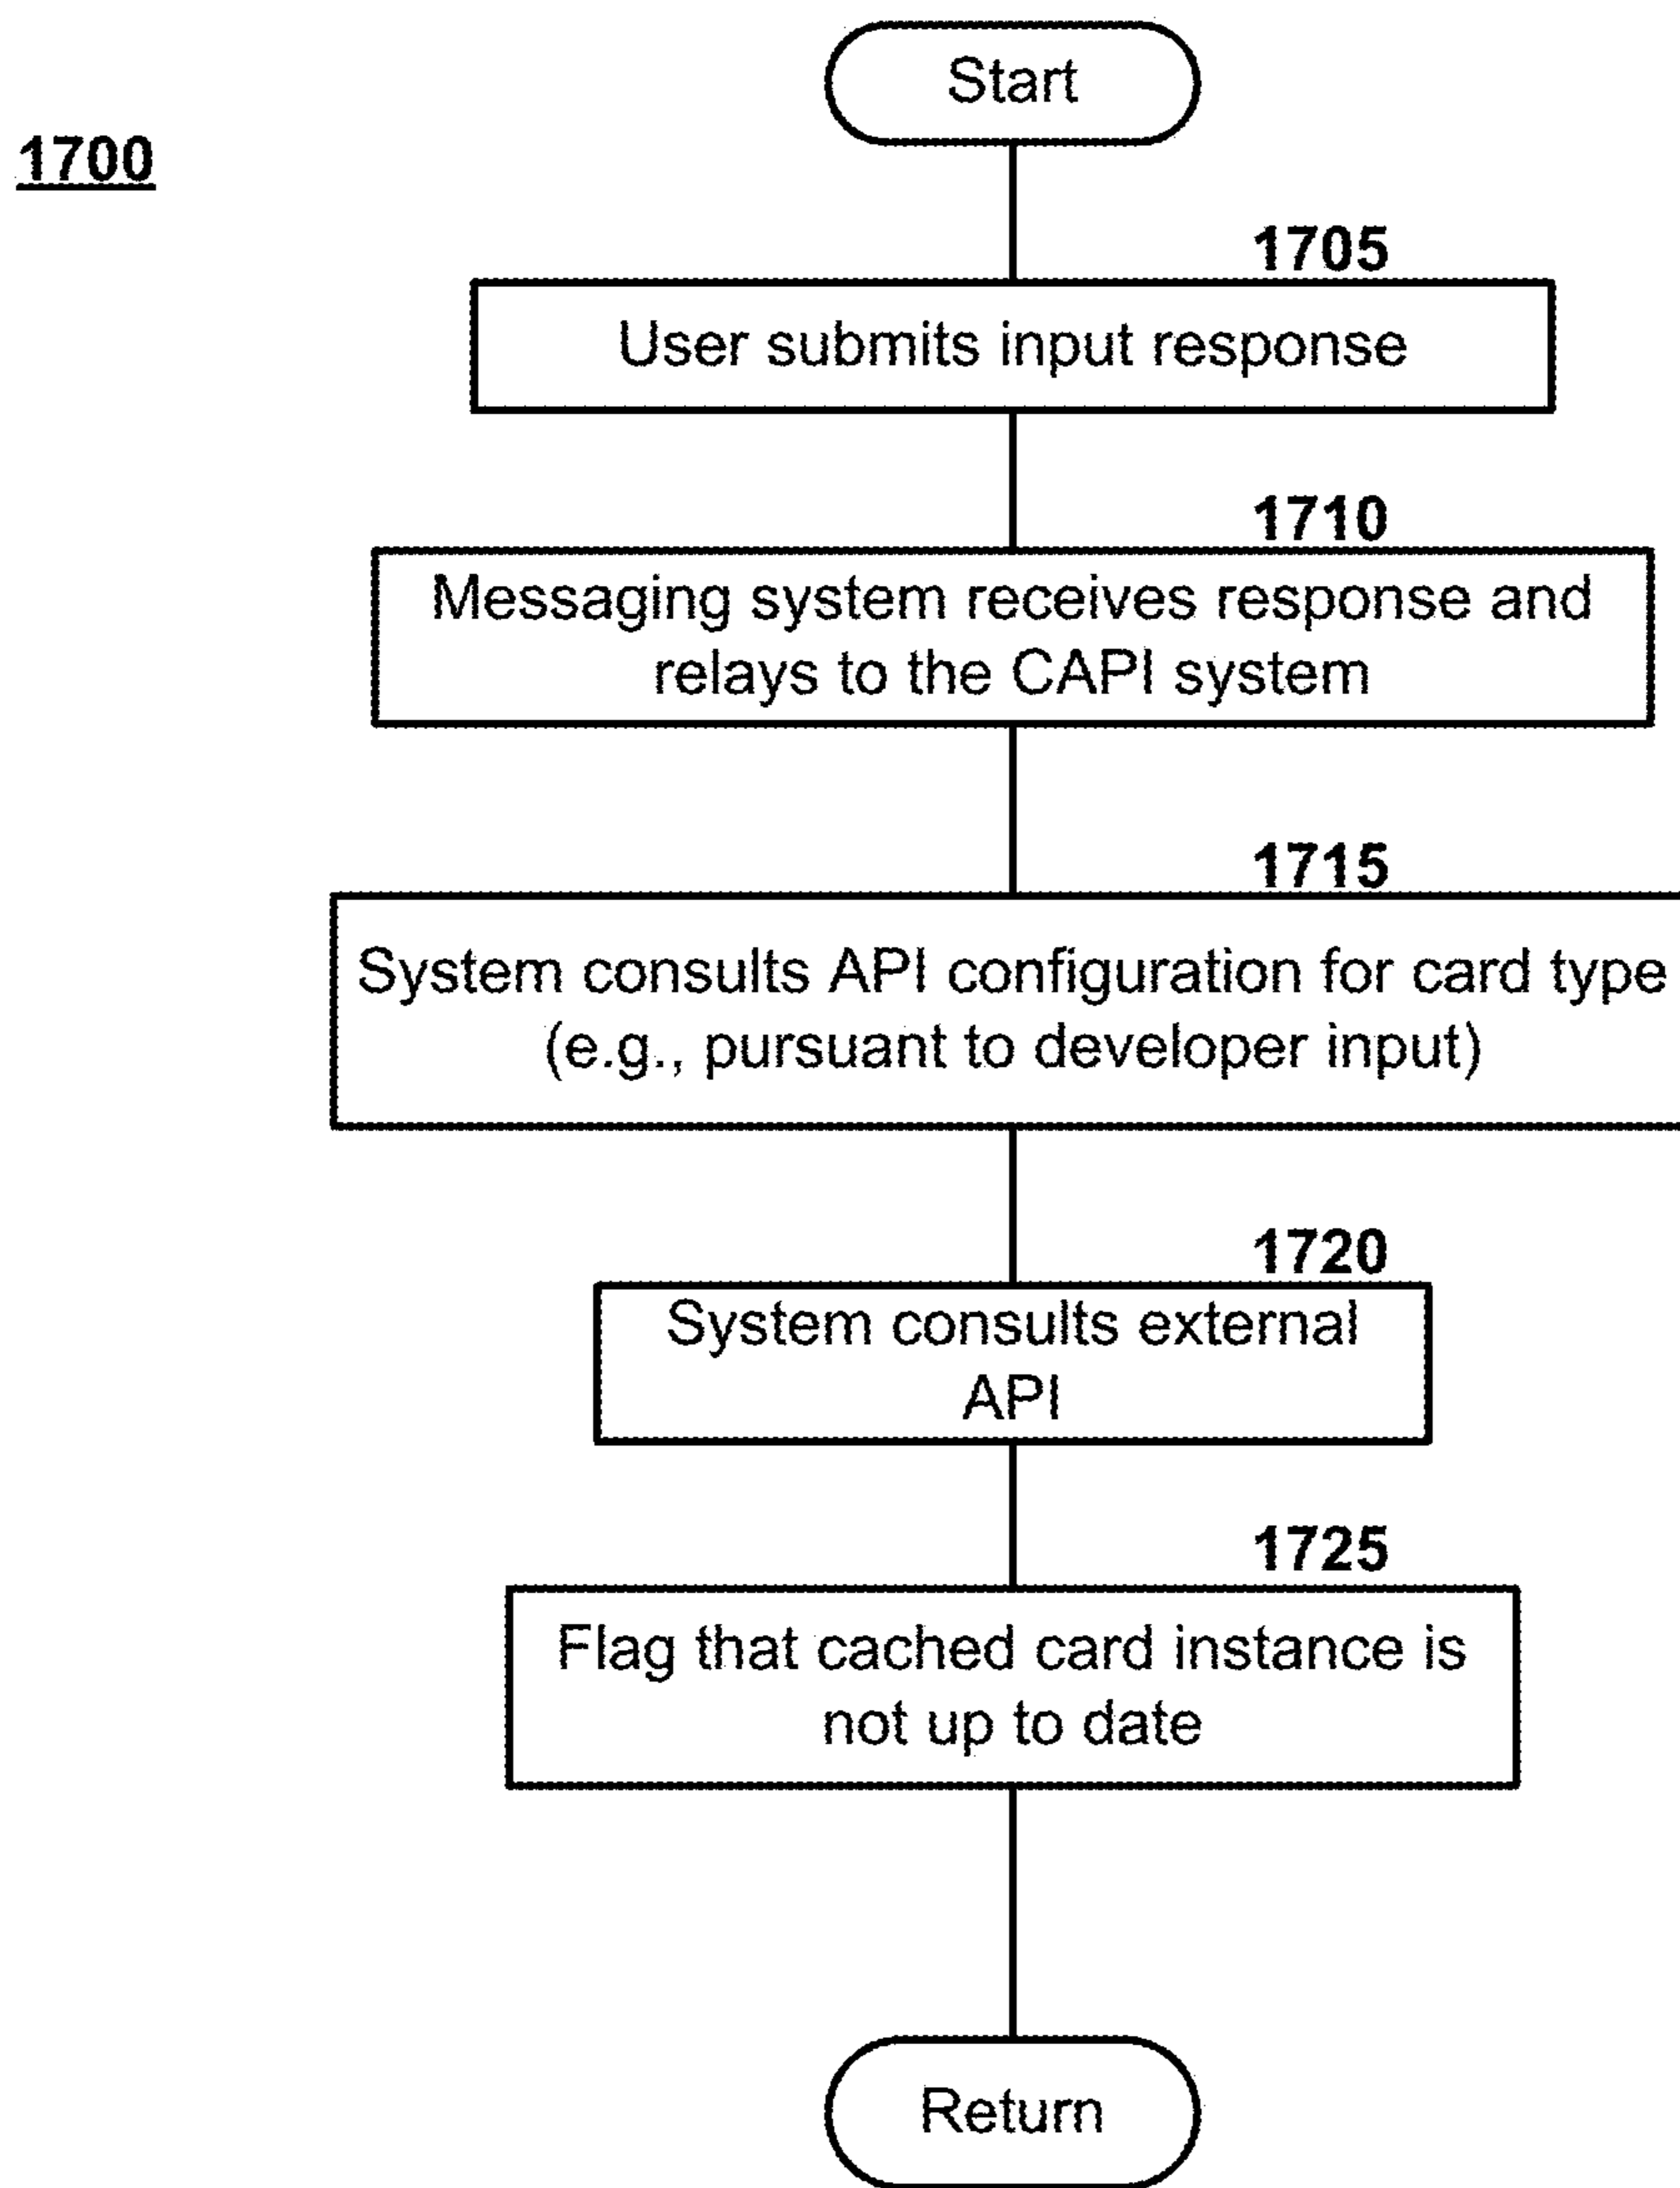 Start
1700
1705
User submits input response
1710
Messaging system receives response and
relays to the CAPI system
1715
System consults API configuration for card type
(e.g., pursuant to developer input)
1720
System consults external
API
1725
Flag that cached card instance is
not up to date
Return